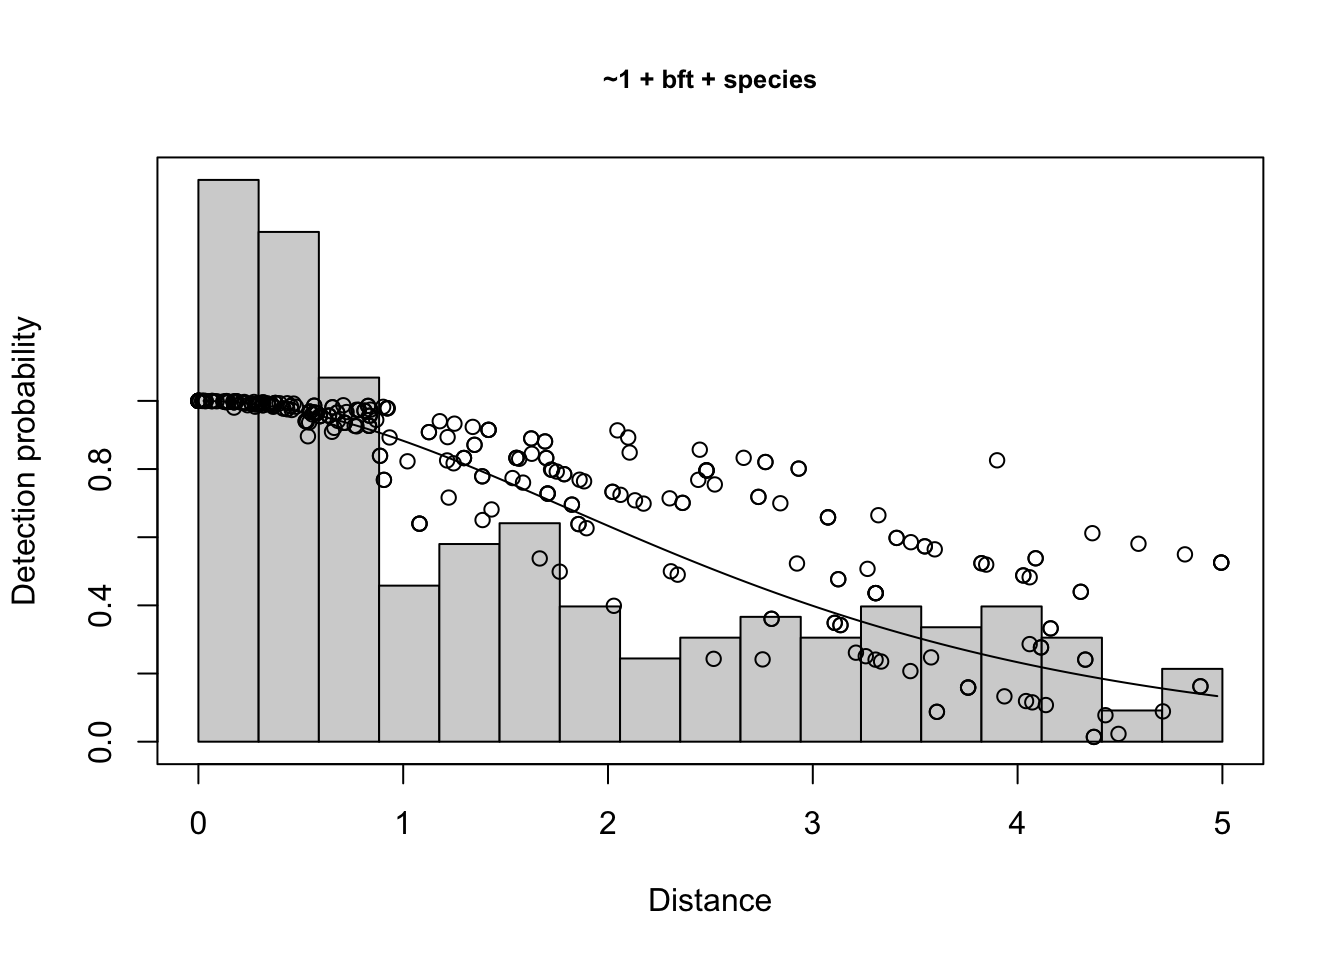 ~1 + bft + species
Detection probability
0.8
0.4
0.0
0 1 2 3 4 5
Distance